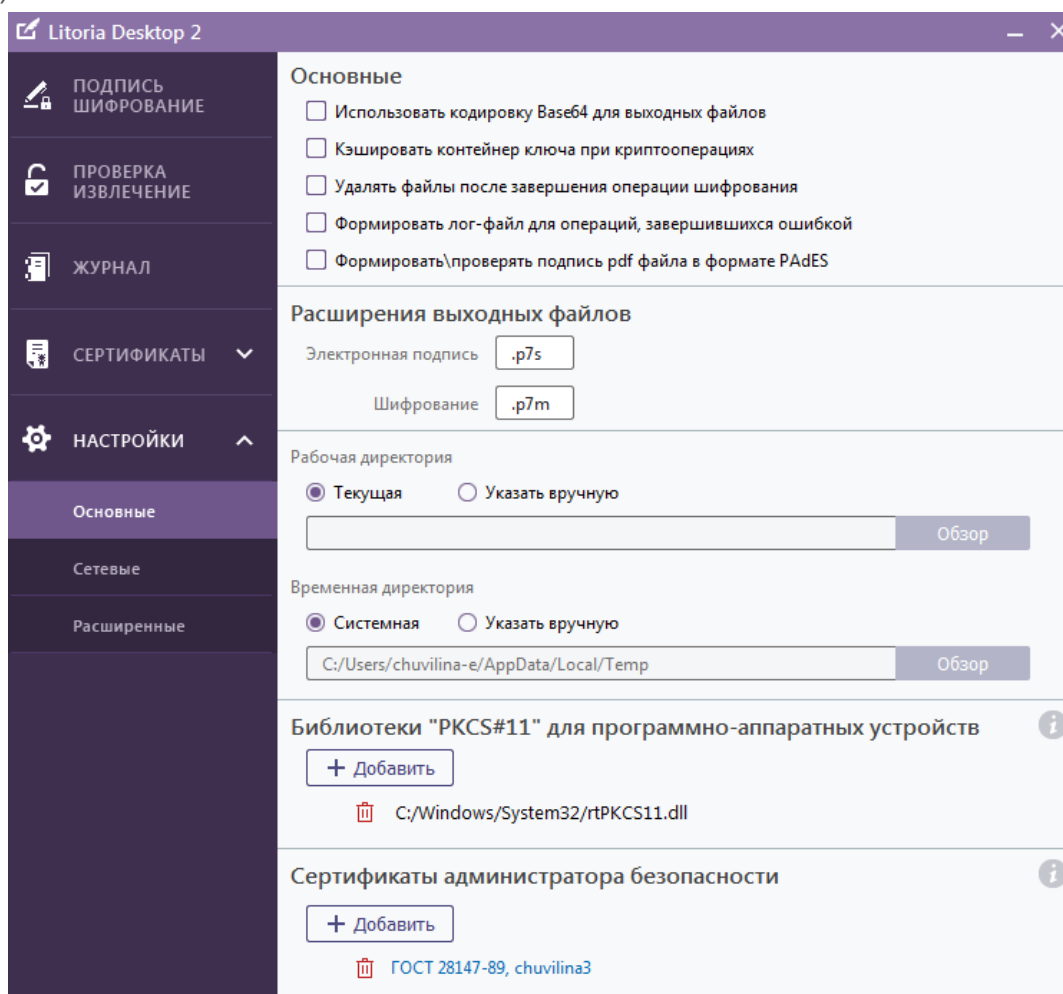 )
Litoria Desktop 2
ПОДПИСЬ
ШИФРОВАНИЕ
ПРОВЕРКА
ИЗВЛЕЧЕНИЕ
ЖУРНАЛ
СЕРТИФИКАТЫ
НАСТРОЙКИ
Основные
Сетевые
Расширенные
Основные
Использовать кодировку Base64 для выходных файлов
Кэшировать контейнер ключа при криптооперациях
Удалять файлы после завершения операции шифрования
Формировать лог-файл для операций, завершившихся ошибкой
Формировать\проверять подпись pdf файла в формате PAdES
Расширения выходных файлов
Электронная подпись .p7s
Шифрование .p7m
Рабочая директория
Текущая Указать вручную
Обзор
Временная директория
Системная Указать вручную
C:/Users/chuvilina-e/AppData/Local/Temp Обзор
Библиотеки "PKCS#11" для программно-аппаратных устройств
+ Добавить
C:/Windows/System32/rtPKCS11.dll
Сертификаты администратора безопасности
+ Добавить
ГОСТ 28147-89, chuvilina3